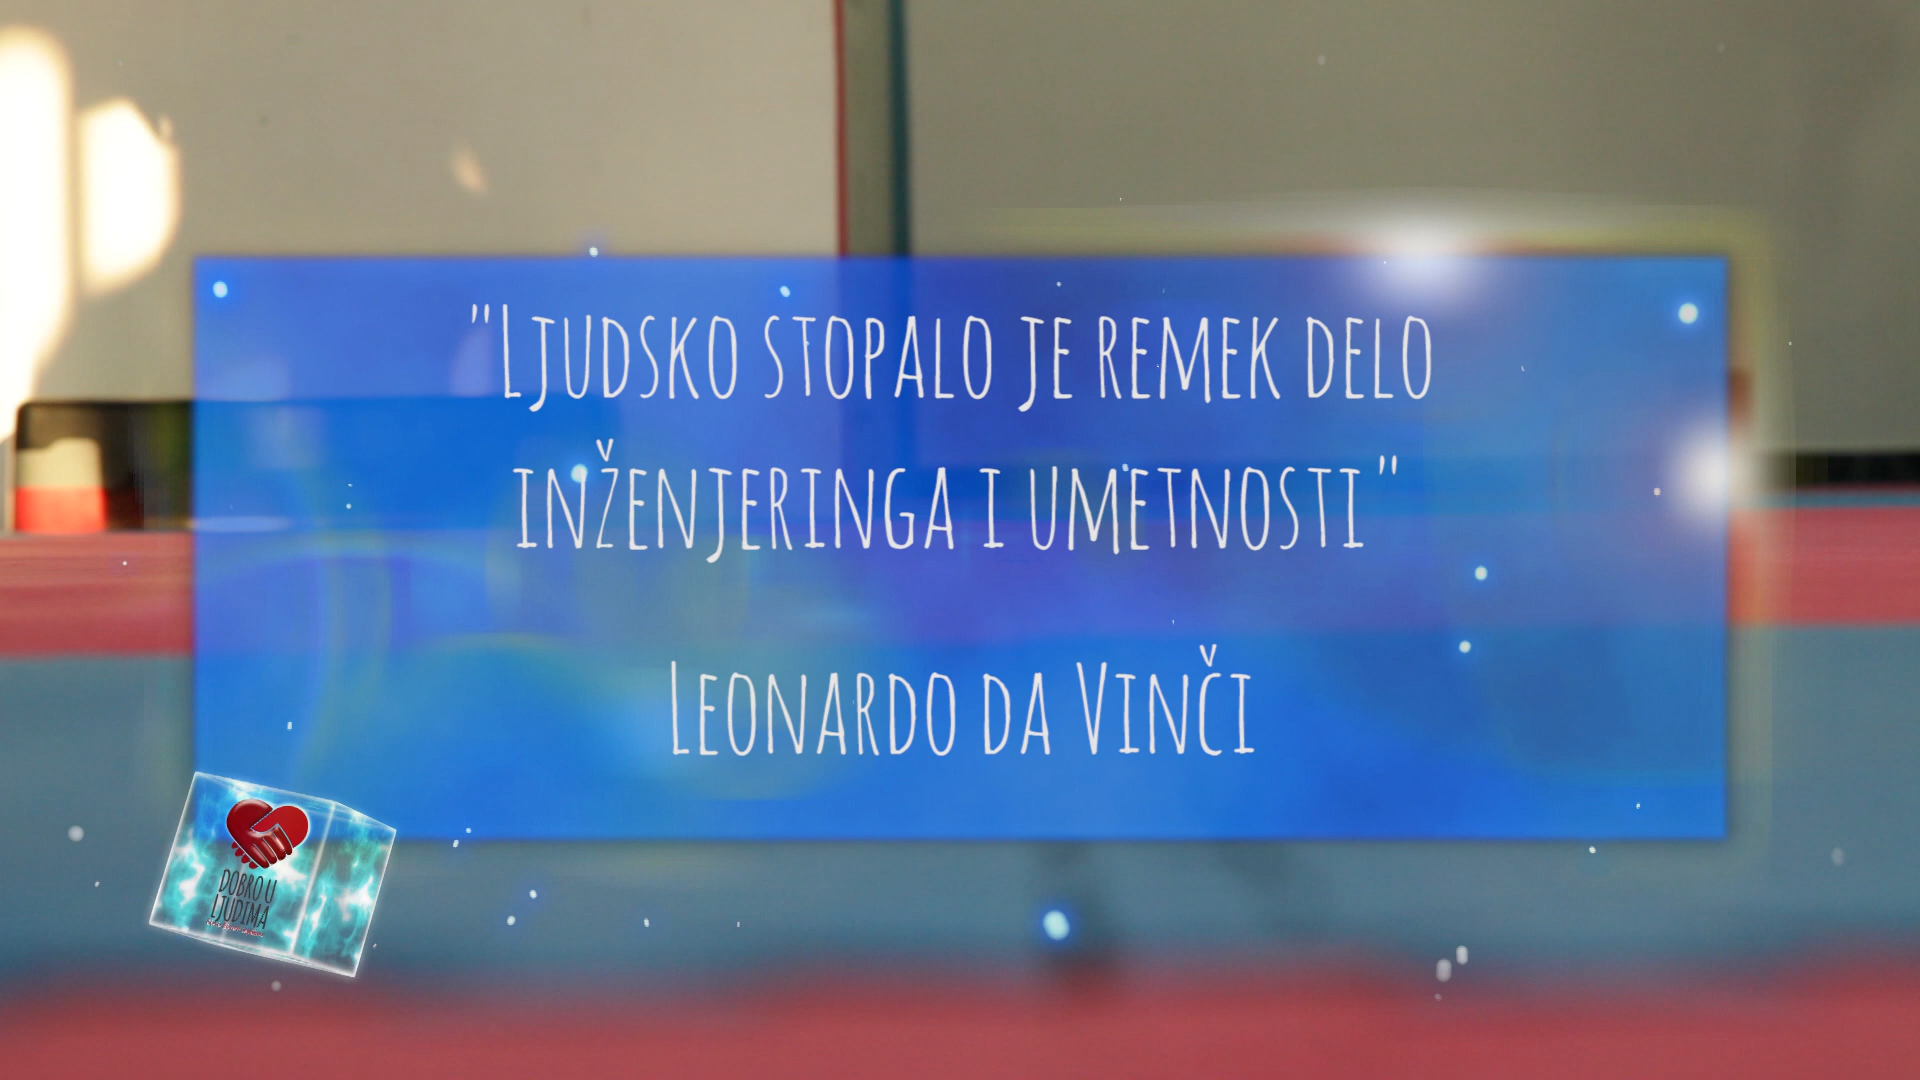 "Ljudsko stopalo je remek delo
inženjeringa i umetnosti"
Leonardo da Vinči
DOBRO U
LJUDIMA